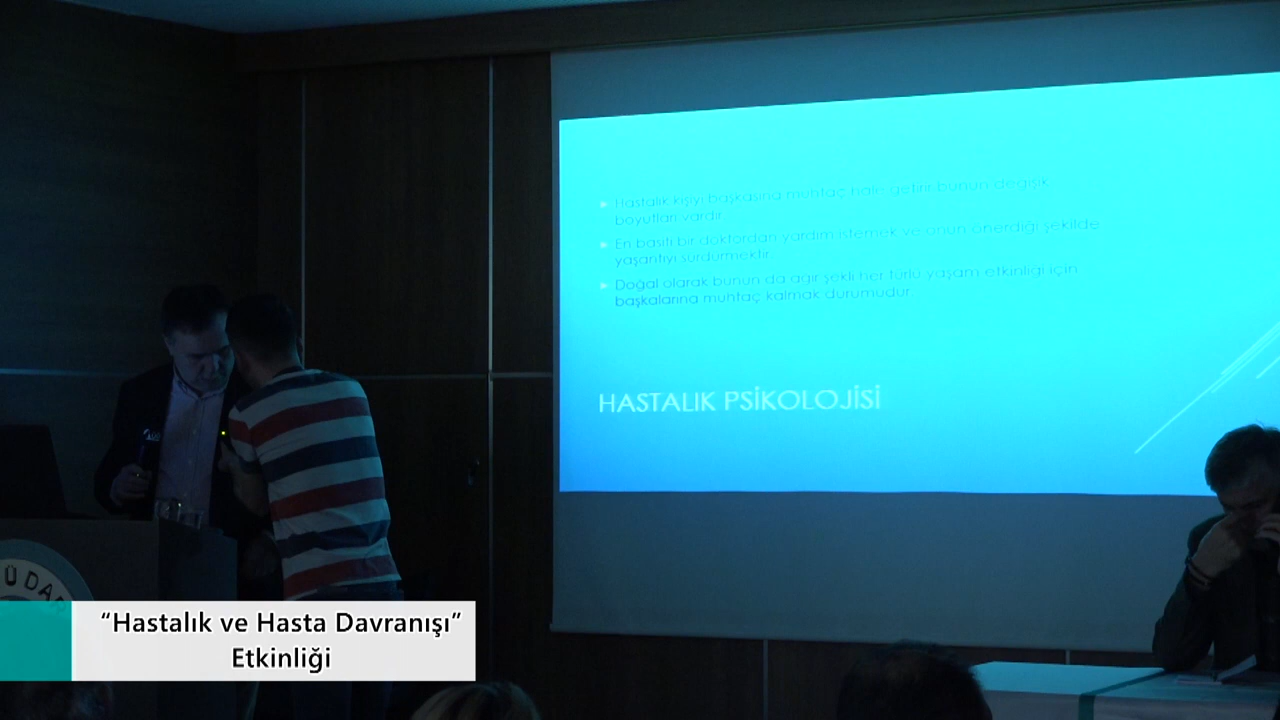 Hastalık kişiyi başkasına muhtaç hale getirir bunun değişik
boyutları vardır.
En basiti bir doktordan yardım istemek ve onun önerdiği şekilde
yaşantıyı sürdürmektir.
Doğal olarak bunun da ağır şekli her türlü yaşam etkinliği için
başkalarına muhtaç kalmak durumudur.
HASTALIK PSİKOLOJİSİ
Ü DAR
“Hastalık ve Hasta Davranışı”
Etkinliği